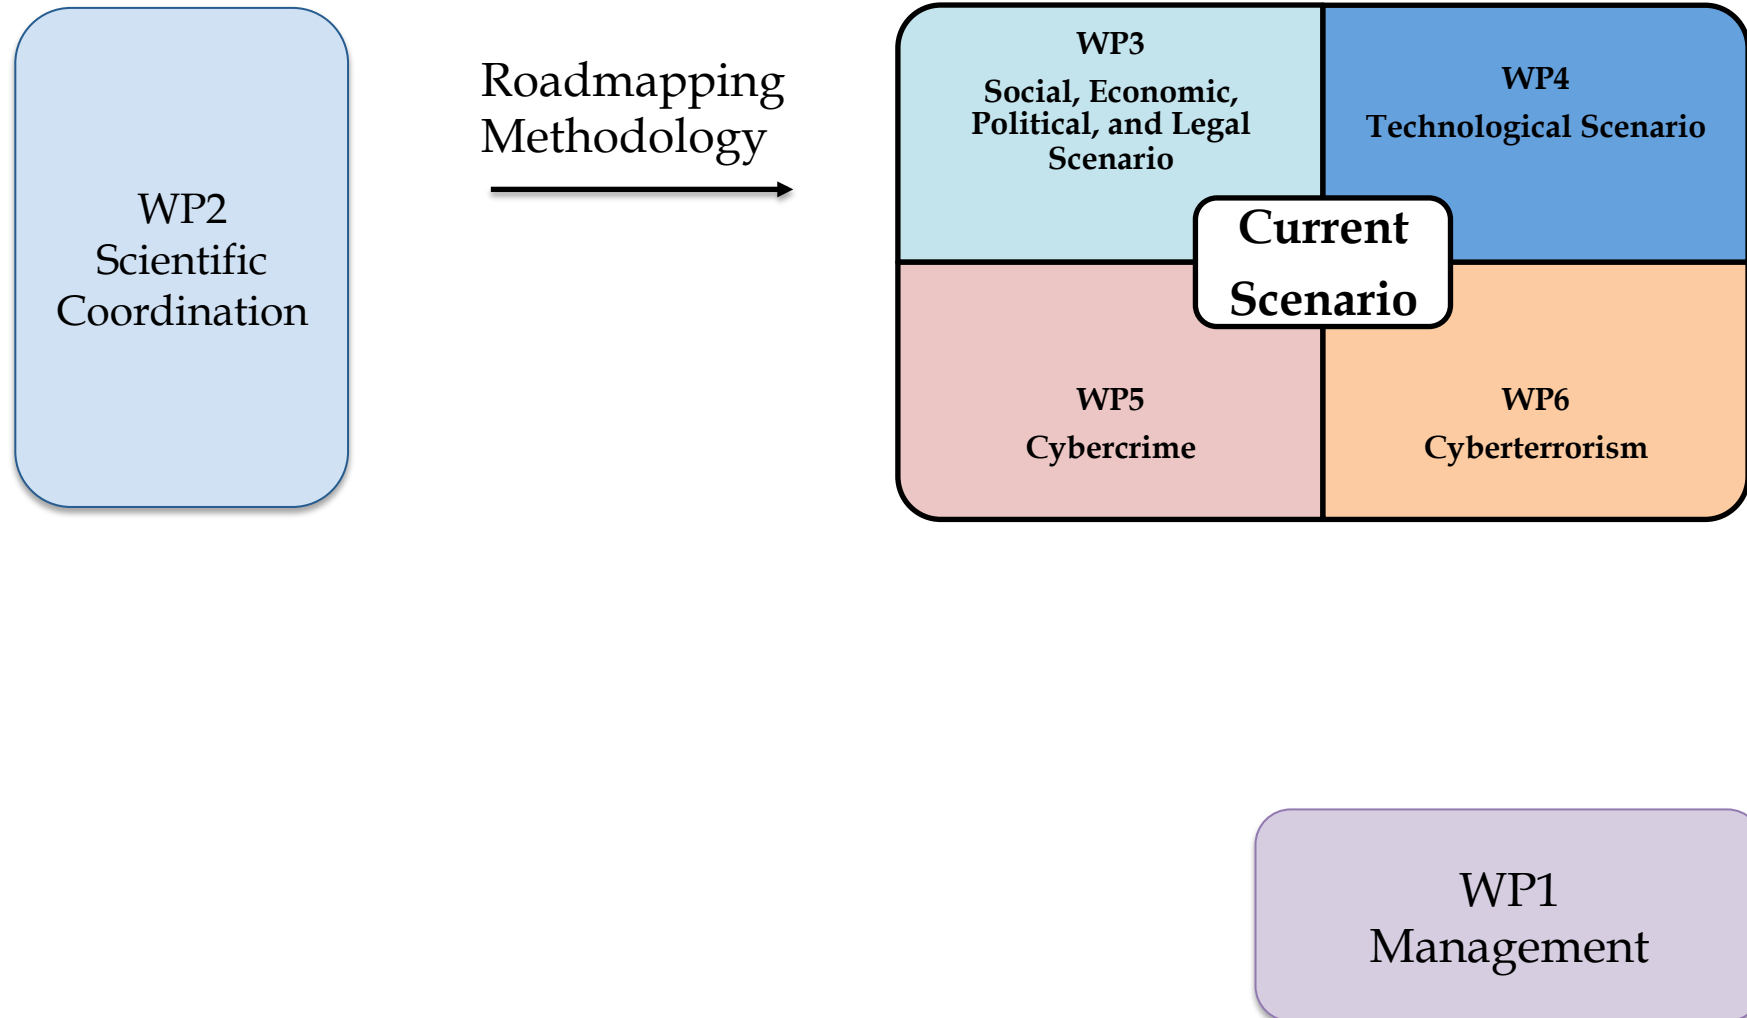 WP2
Scientific
Coordination
Roadmapping
Methodology
WP3
Social, Economic,
Political, and Legal
Scenario
WP4
Technological Scenario
Current
Scenario
WP5
Cybercrime
WP6
Cyberterrorism
WP1
Management